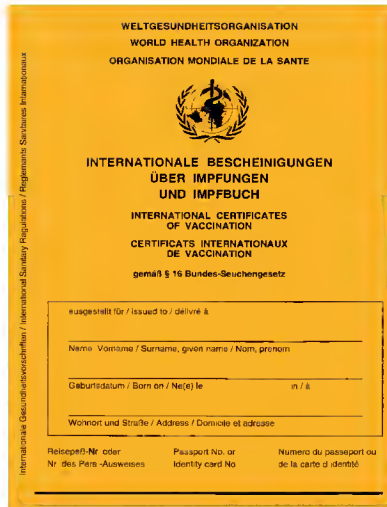 WELTGESUNDHEITSORGANISATION
WORLD HEALTH ORGANIZATION
ORGANISATION MONDIALE DE LA SANTE
INTERNATIONALE BESCHEINIGUNGEN
ÜBER IMPFUNGEN
UND IMPFBUCH
INTERNATIONAL CERTIFICATES
OF VACCINATION
CERTIFICATS INTERNATIONAUX
DE VACCINATION
gemäß § 16 Bundes-Seuchengesetz
ausgestellt für / issued to / délivré à
Name Vorname / Surname, given name / Nom, prenom
Geburtsdatum / Born on / Ne(e) le in / à
Wohnort und Straße / Address / Domicile et adresse
Reisepaß-Nr oder Passport No. or Numero du passeport ou
Nr des Pers -Ausweises Identity card No de la carte d identité
Internationale Gesundheitsvorschriften / International Sanitary Regulations / Reglements Sanitaires Internationaux